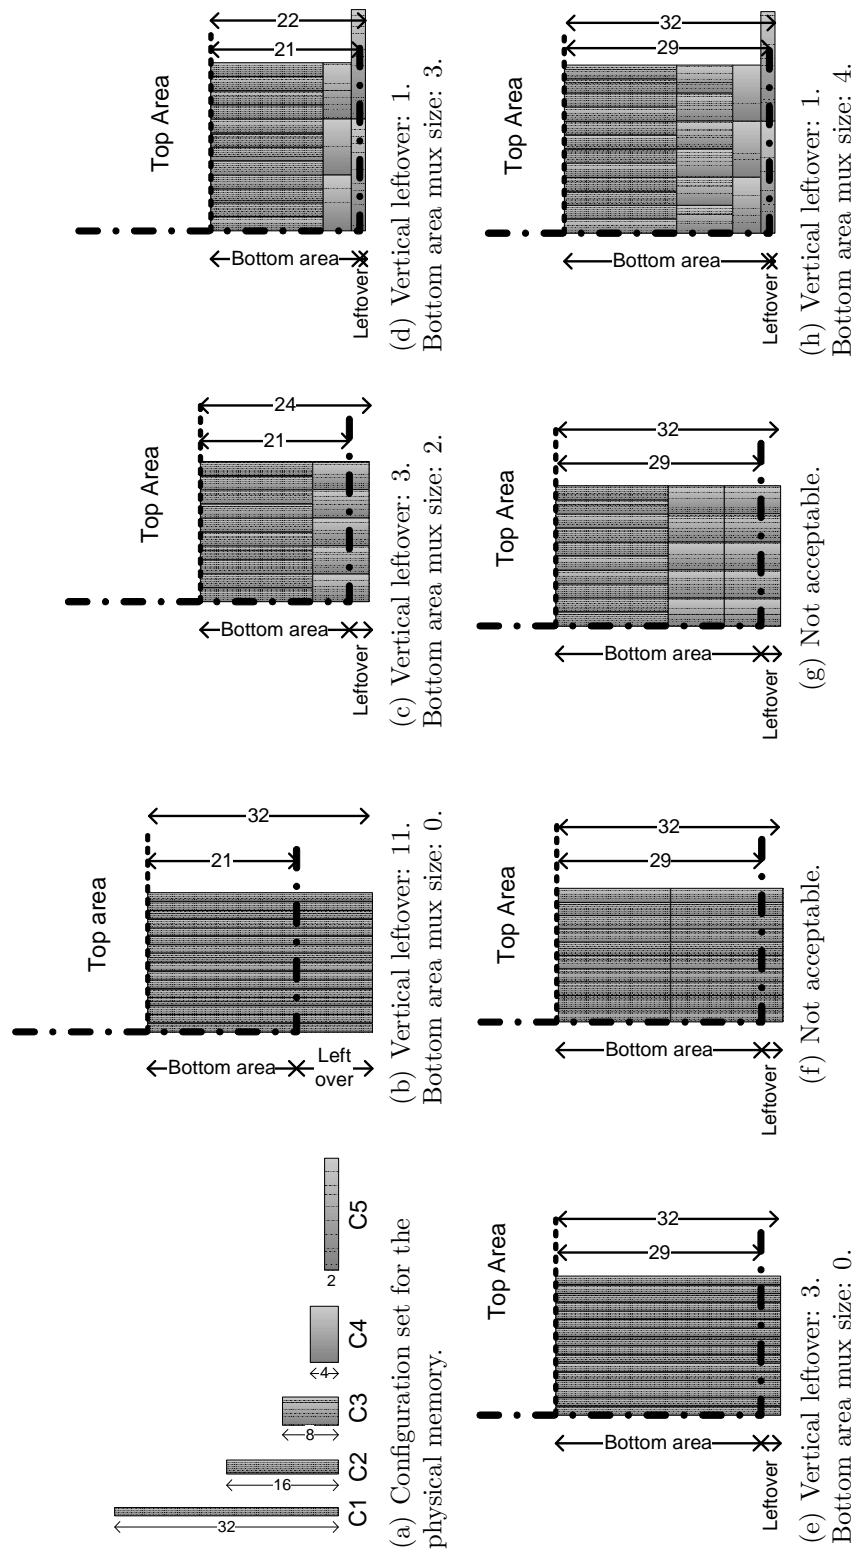 32
C1
16
C2
8
C3
4
C4
2
C5
(a) Configuration set for the
physical memory.
Top area
Bottom area
Left
over
21
32
(b) Vertical leftover: 11.
Bottom area mux size: 0.
Top Area
Bottom area
Leftover
21
24
(c) Vertical leftover: 3.
Bottom area mux size: 2.
Top Area
Bottom area
Leftover
21
22
(d) Vertical leftover: 1.
Bottom area mux size: 3.
Top Area
Bottom area
Leftover
29
32
(e) Vertical leftover: 3.
Bottom area mux size: 0.
Top Area
Bottom area
Leftover
29
32
(f) Not acceptable.
Top Area
Bottom area
Leftover
29
32
(g) Not acceptable.
Top Area
Bottom area
Leftover
29
32
(h) Vertical leftover: 1.
Bottom area mux size: 4.